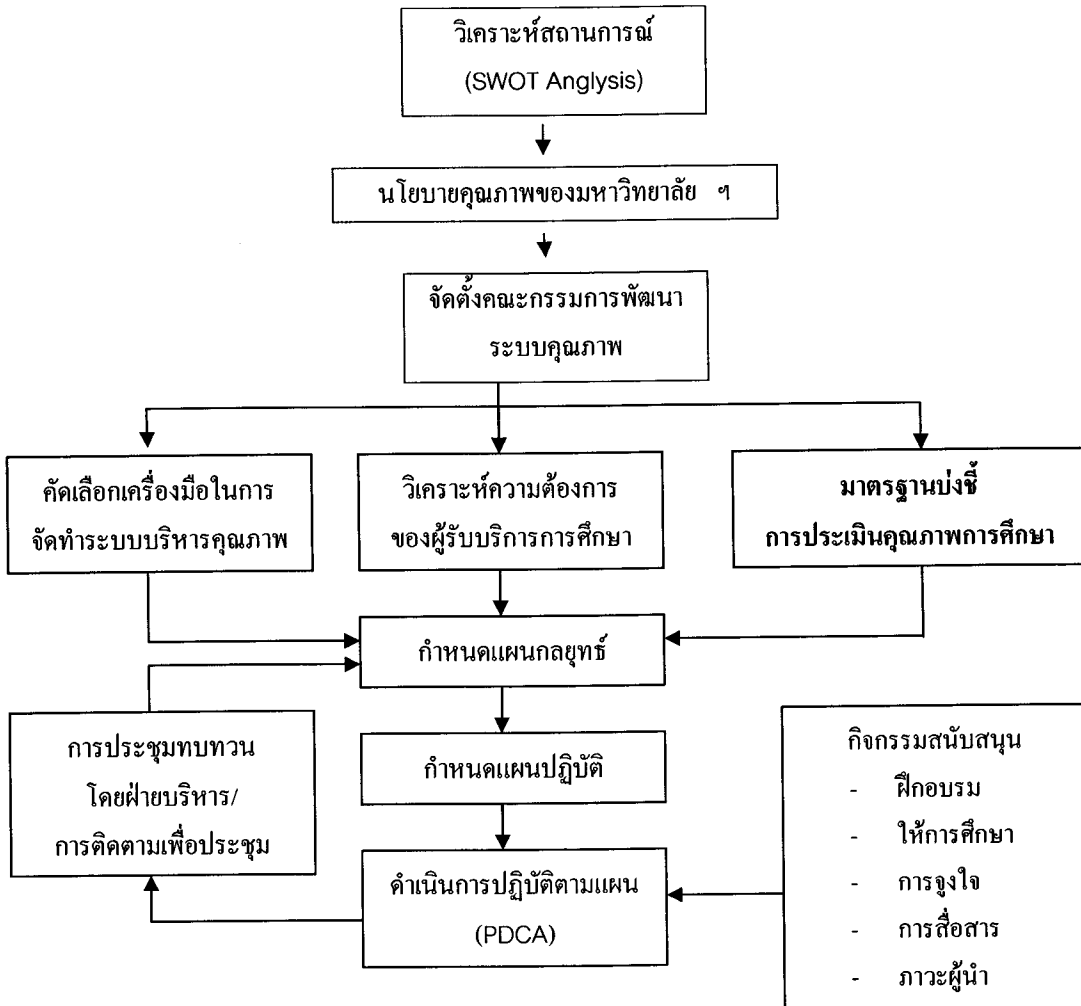 วิเคราะห์สถานการณ์
(SWOT Anglysis)
นโยบายคุณภาพของมหาวิทยาลัย ฯ
จัดตั้งคณะกรรมการพัฒนา
ระบบคุณภาพ
คัดเลือกเครื่องมือในการ
จัดทำระบบบริหารคุณภาพ
วิเคราะห์ความต้องการ
ของผู้รับบริการการศึกษา
มาตรฐานบ่งชี้
การประเมินคุณภาพการศึกษา
กำหนดแผนกลยุทธ์
การประชุมทบทวน
โดยฝ่ายบริหาร/
การติดตามเพื่อประชุม
กำหนดแผนปฏิบัติ
ดำเนินการปฏิบัติตามแผน
(PDCA)
กิจกรรมสนับสนุน
- ฝึกอบรม
- ให้การศึกษา
- การจูงใจ
- การสื่อสาร
- ภาวะผู้นำ